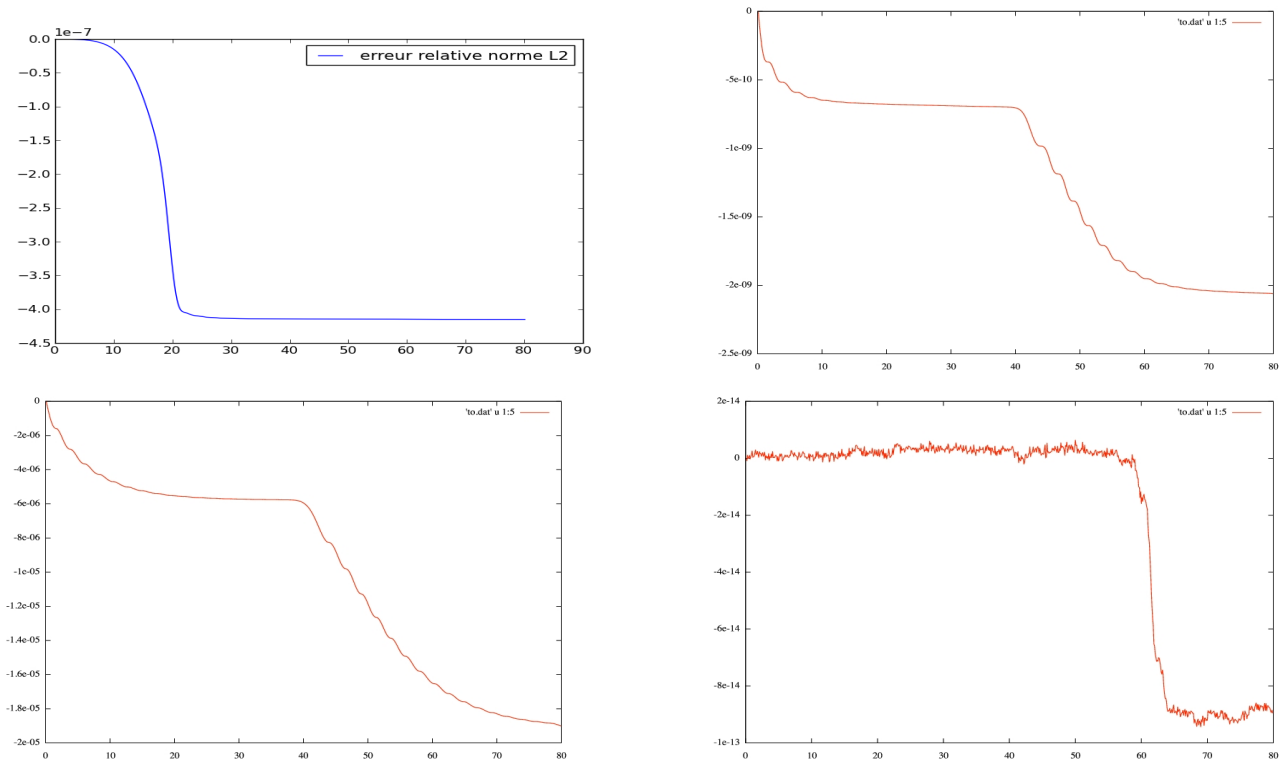 1e−7
erreur relative norme L2
0.0
−0.5
−1.0
−1.5
−2.0
−2.5
−3.0
−3.5
−4.0
−4.5
0 10 20 30 40 50 60 70 80 90
'to.dat' u 1:5
0
-5e-10
-1e-09
-1.5e-09
-2e-09
-2.5e-09
0 10 20 30 40 50 60 70 80
'to.dat' u 1:5
0
-2e-06
-4e-06
-6e-06
-8e-06
-1e-05
-1.2e-05
-1.4e-05
-1.6e-05
-1.8e-05
-2e-05
0 10 20 30 40 50 60 70 80
'to.dat' u 1:5
2e-14
0
-2e-14
-4e-14
-6e-14
-8e-14
-1e-13
0 10 20 30 40 50 60 70 80